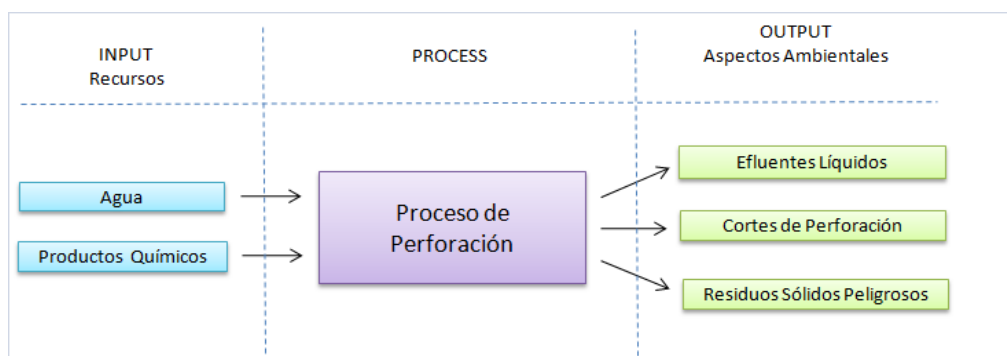 INPUT
Recursos
PROCESS
OUTPUT
Aspectos Ambientales
Agua
Productos Químicos
Proceso de
Perforación
Efluentes Líquidos
Cortes de Perforación
Residuos Sólidos Peligrosos